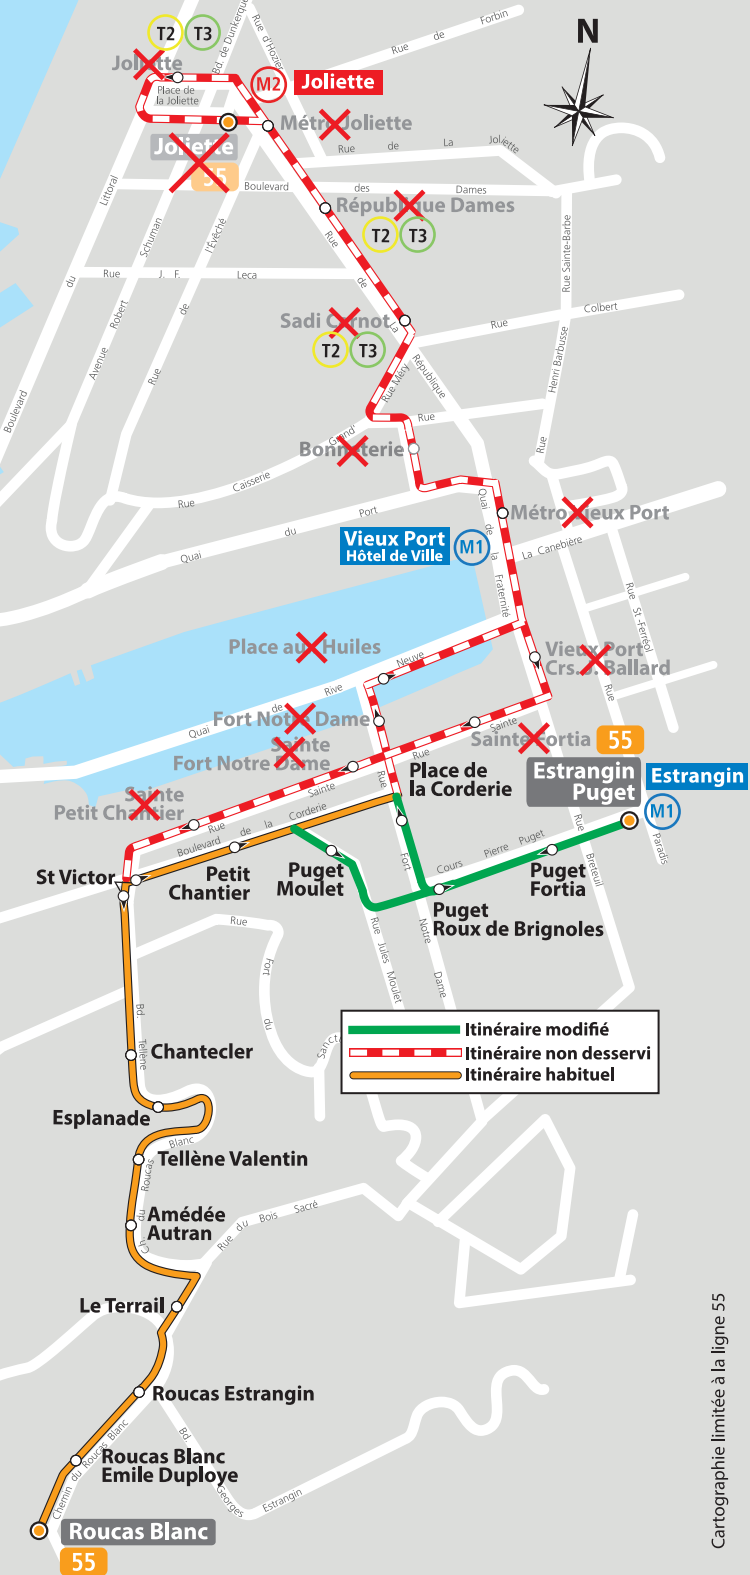 T2 T3
Bd. de Dunkerque
Rue d'Hozier
Rue de Forbin
N
Joliette
Place de
la Joliette
M2 Joliette
Métro Joliette
Joliette
55
Rue de La Joliette
Boulevard des Dames
République Dames
T2 T3
Boulevard du Littoral
Avenue Robert Schuman
Rue de l'Évêché
Rue J. F. Leca
Rue de la République
Rue Sainte-Barbe
Sadi Carnot
T2 T3
Rue Colbert
Rue Henri Barbusse
Rue Méry
Grand' Rue
Bonneterie
Rue Caisserie
Quai du Port
Métro Vieux Port
Vieux Port
Hôtel de Ville
M1
Quai de la Fraternité
La Canebière
Rue St -Ferréol
Place aux Huiles
Vieux Port
Crs.J. Ballard
Quai de Rive Neuve
Fort Notre Dame
Sainte
Fort Notre Dame
Sainte Fortia
55
Rue Sainte
Estrangin
Puget
Estrangin
M1
Place de
la Corderie
Sainte
Petit Chantier
Rue Sainte
Boulevard de la Corderie
Rue Fort Notre Dame
Cours Pierre Puget
Rue Breteuil
Rue Paradis
St Victor
Petit
Chantier
Puget
Moulet
Puget
Fortia
Puget
Roux de Brignoles
Rue Jules Moulet
Rue Fort du Sanct
Itinéraire modifié
Itinéraire non desservi
Itinéraire habituel
Bd. Tellène
Chantecler
Esplanade
Tellène Valentin
Ch. du Roucas Blanc
Amédée
Autran
Rue du Bois Sacré
Le Terrail
Roucas Estrangin
Roucas Blanc
Emile Duploye
Chemin du Roucas Blanc
Bd. Georges Estrangin
Roucas Blanc
55
Cartographie limitée à la ligne 55